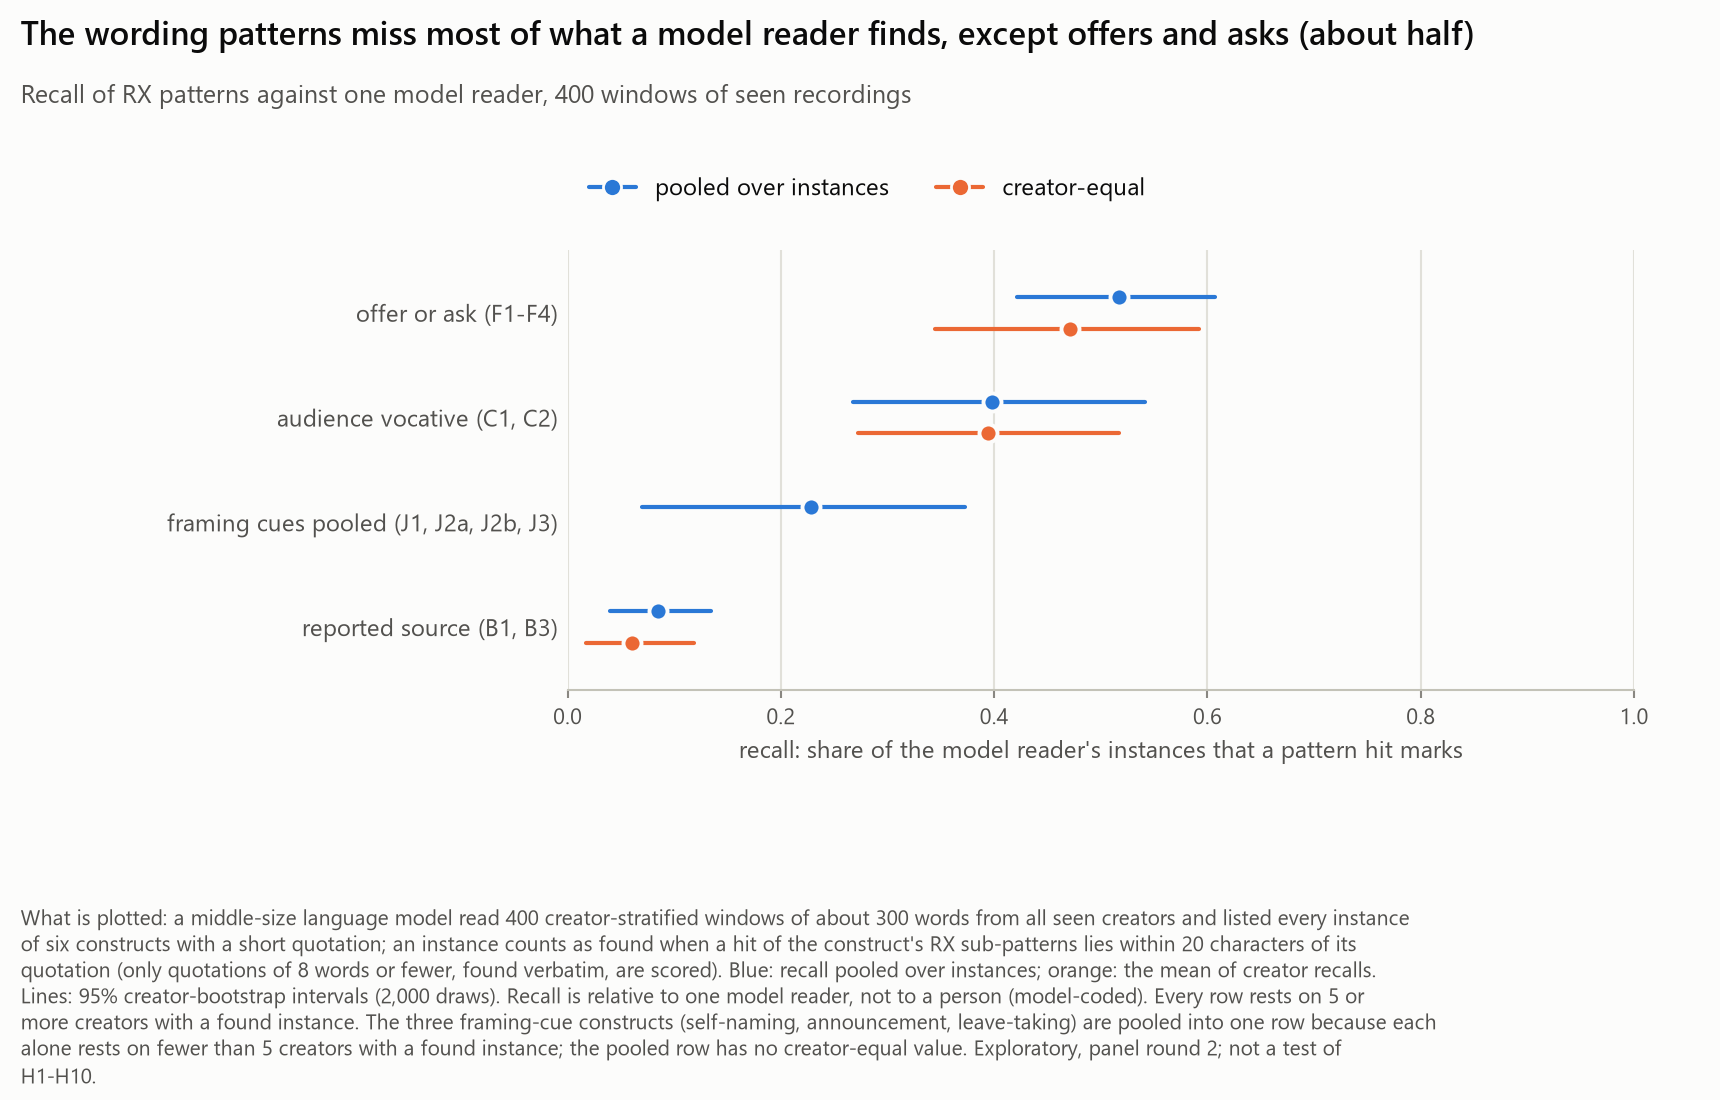 The wording patterns miss most of what a model reader finds, except offers and asks (about half)
Recall of RX patterns against one model reader, 400 windows of seen recordings
pooled over instances
creator-equal
offer or ask (F1-F4)
audience vocative (C1, C2)
framing cues pooled (J1, J2a, J2b, J3)
reported source (B1, B3)
0.0 0.2 0.4 0.6 0.8 1.0
recall: share of the model reader's instances that a pattern hit marks
What is plotted: a middle-size language model read 400 creator-stratified windows of about 300 words from all seen creators and listed every instance
of six constructs with a short quotation; an instance counts as found when a hit of the construct's RX sub-patterns lies within 20 characters of its
quotation (only quotations of 8 words or fewer, found verbatim, are scored). Blue: recall pooled over instances; orange: the mean of creator recalls.
Lines: 95% creator-bootstrap intervals (2,000 draws). Recall is relative to one model reader, not to a person (model-coded). Every row rests on 5 or
more creators with a found instance. The three framing-cue constructs (self-naming, announcement, leave-taking) are pooled into one row because each
alone rests on fewer than 5 creators with a found instance; the pooled row has no creator-equal value. Exploratory, panel round 2; not a test of
H1-H10.